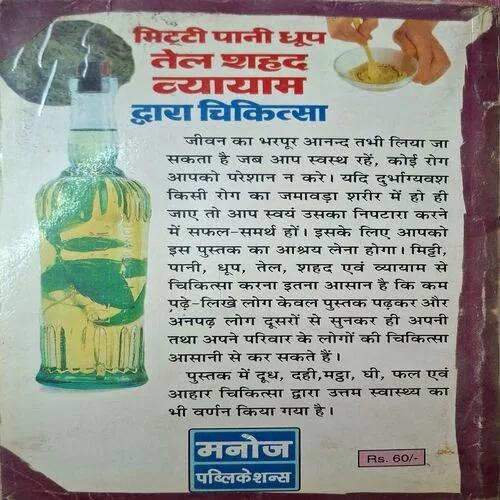 मिट्टी पानी धूप
तेल शहद
व्यायाम
द्वारा चिकित्सा
जीवन का भरपूर आनन्द तभी लिया जा
सकता है जब आप स्वस्थ रहें, कोई रोग
आपको परेशान न करे। यदि दुर्भाग्यवश
किसी रोग का जमावड़ा शरीर में हो ही
जाए तो आप स्वयं उसका निपटारा करने
में सफल-समर्थ हों। इसके लिए आपको
इस पुस्तक का आश्रय लेना होगा। मिट्टी,
पानी, धूप, तेल, शहद एवं व्यायाम से
चिकित्सा करना इतना आसान है कि कम
पढ़े-लिखे लोग केवल पुस्तक पढ़कर और
अनपढ़ लोग दूसरों से सुनकर ही अपनी
तथा अपने परिवार के लोगों की चिकित्सा
आसानी से कर सकते हैं।
पुस्तक में दूध, दही,मट्ठा, घी, फल एवं
आहार चिकित्सा द्वारा उत्तम स्वास्थ्य का
भी वर्णन किया गया है।
मनोज
पब्लिकेशन्स
Rs. 60/-